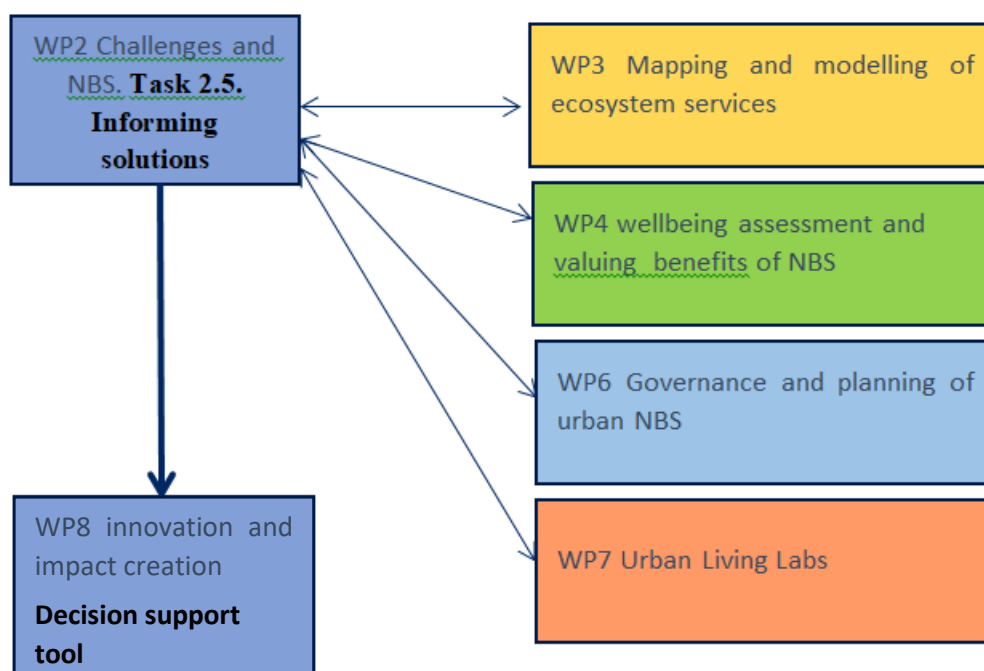 WP2 Challenges and
NBS. Task 2.5.
Informing
solutions
WP3 Mapping and modelling of
ecosystem services
WP4 wellbeing assessment and
valuing benefits of NBS
WP6 Governance and planning of
urban NBS
WP7 Urban Living Labs
WP8 innovation and
impact creation
Decision support
tool